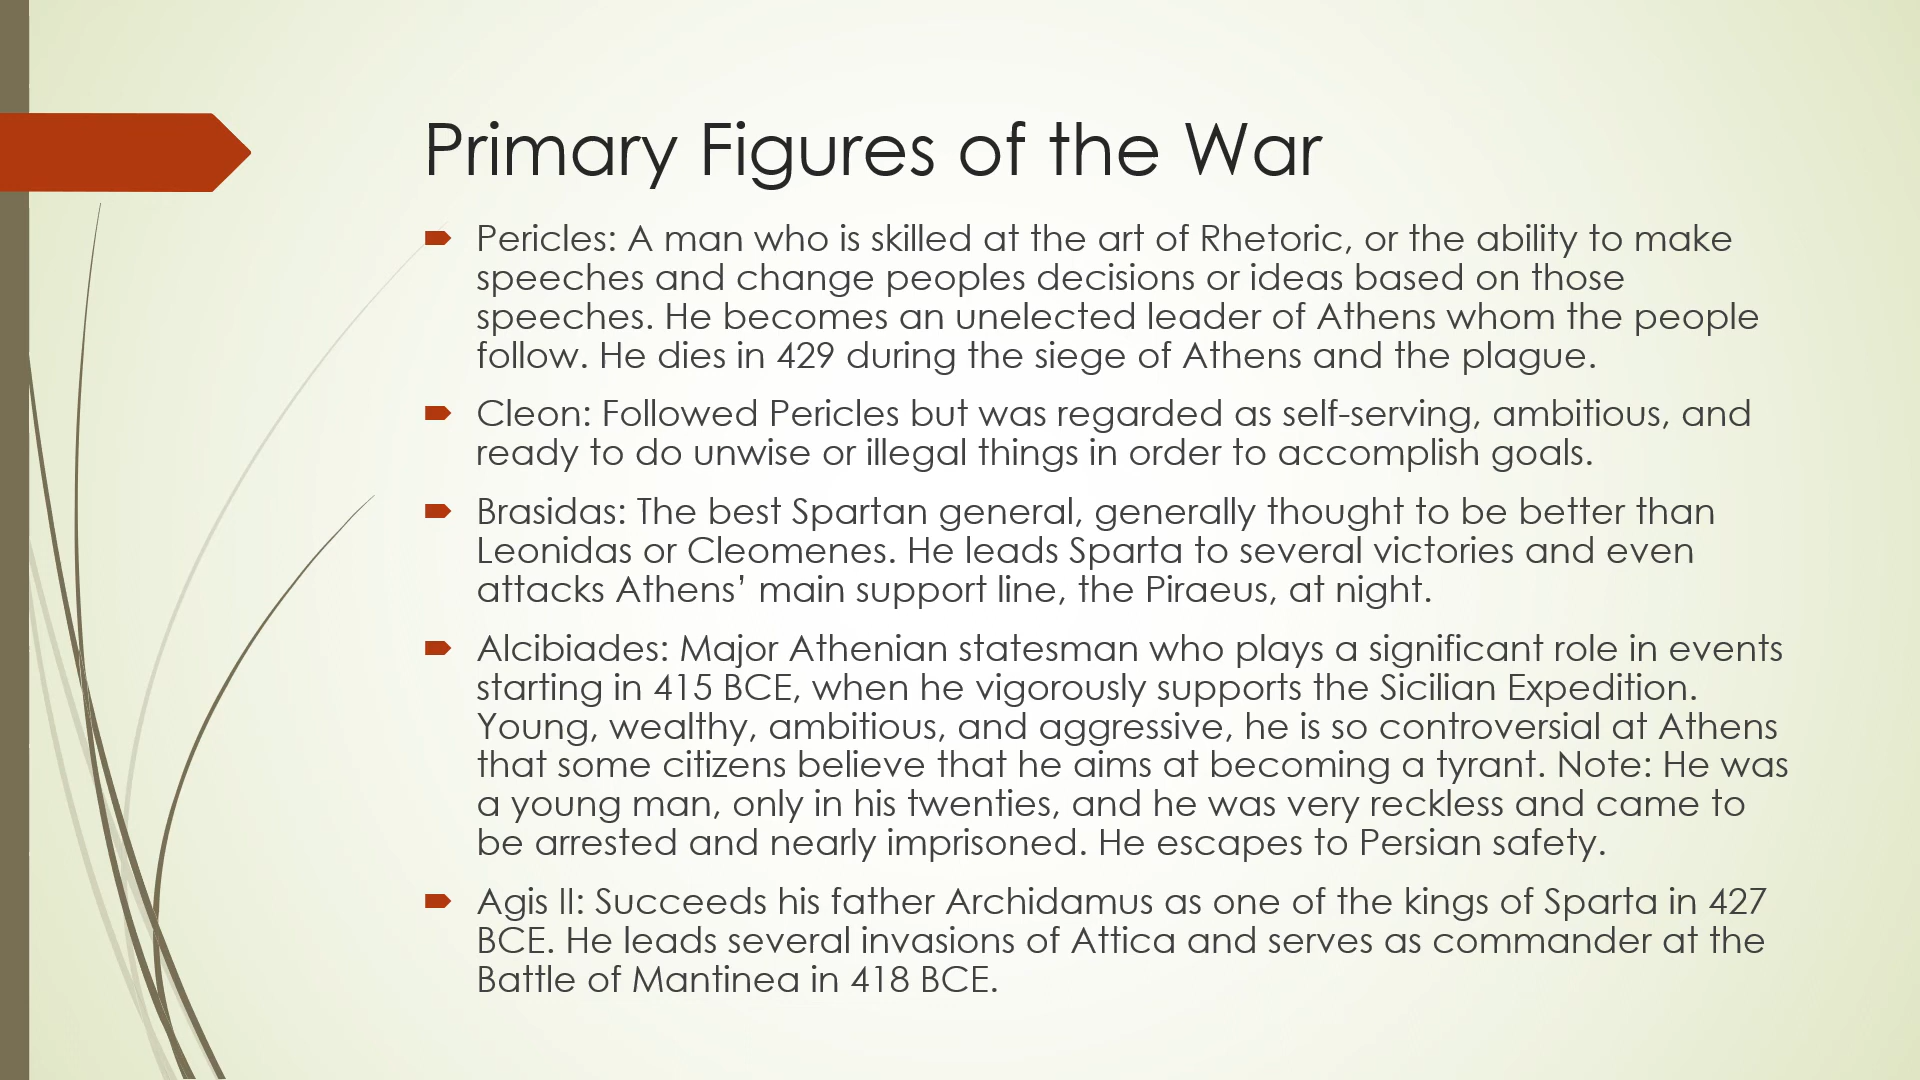 Primary Figures of the War
Pericles: A man who is skilled at the art of Rhetoric, or the ability to make
speeches and change peoples decisions or ideas based on those
speeches. He becomes an unelected leader of Athens whom the people
follow. He dies in 429 during the siege of Athens and the plague.
Cleon: Followed Pericles but was regarded as self-serving, ambitious, and
ready to do unwise or illegal things in order to accomplish goals.
Brasidas: The best Spartan general, generally thought to be better than
Leonidas or Cleomenes. He leads Sparta to several victories and even
attacks Athens’ main support line, the Piraeus, at night.
Alcibiades: Major Athenian statesman who plays a significant role in events
starting in 415 BCE, when he vigorously supports the Sicilian Expedition.
Young, wealthy, ambitious, and aggressive, he is so controversial at Athens
that some citizens believe that he aims at becoming a tyrant. Note: He was
a young man, only in his twenties, and he was very reckless and came to
be arrested and nearly imprisoned. He escapes to Persian safety.
Agis II: Succeeds his father Archidamus as one of the kings of Sparta in 427
BCE. He leads several invasions of Attica and serves as commander at the
Battle of Mantinea in 418 BCE.